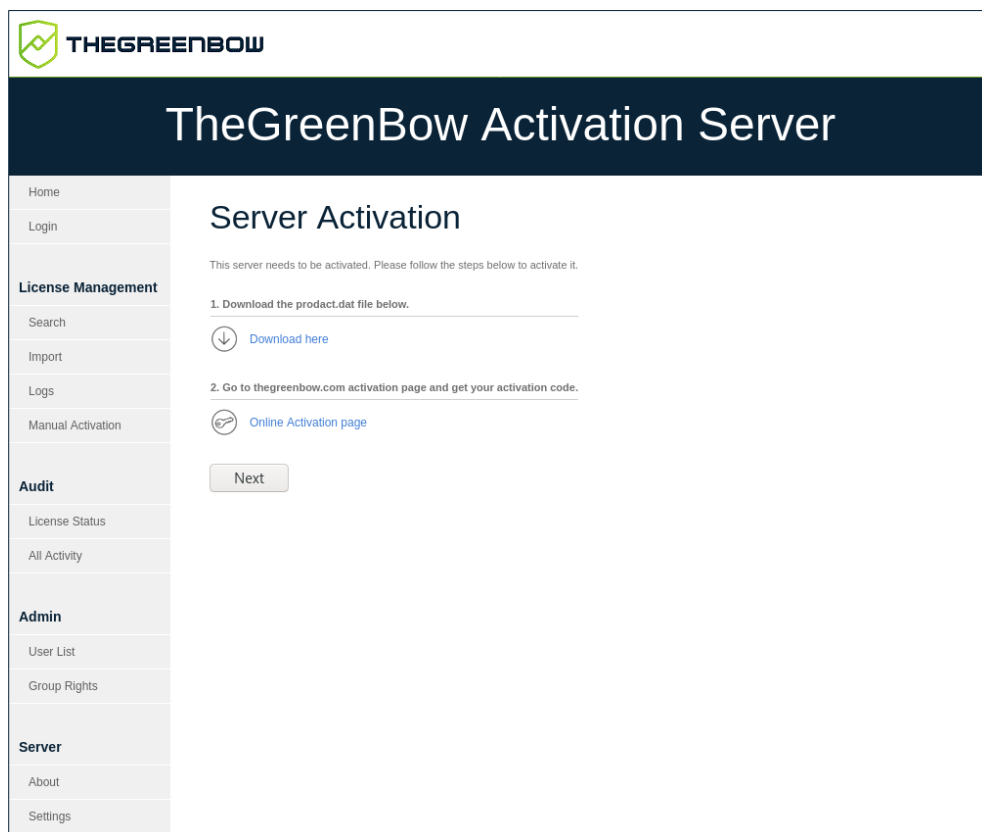 THEGREENBOW
TheGreenBow Activation Server
Home
Login
License Management
Search
Import
Logs
Manual Activation
Audit
License Status
All Activity
Admin
User List
Group Rights
Server
About
Settings
Server Activation
This server needs to be activated. Please follow the steps below to activate it.
1. Download the prodact.dat file below.
Download here
2. Go to thegreenbow.com activation page and get your activation code.
Online Activation page
Next